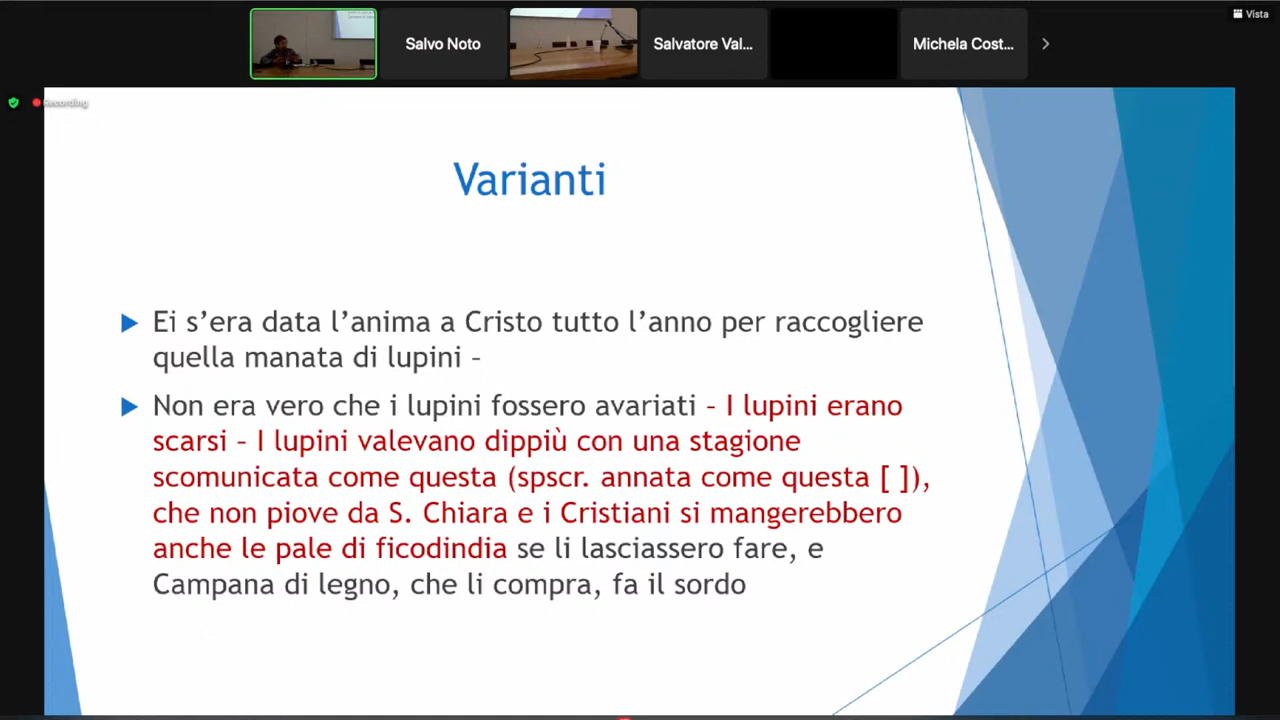 Vista
Salvo Noto
Salvatore Val...
Michela Cost...
Recording
Varianti
Ei s’era data l’anima a Cristo tutto l’anno per raccogliere
quella manata di lupini –
Non era vero che i lupini fossero avariati – I lupini erano
scarsi – I lupini valevano dippiù con una stagione
scomunicata come questa (spscr. annata come questa [ ]),
che non piove da S. Chiara e i Cristiani si mangerebbero
anche le pale di ficodindia se li lasciassero fare, e
Campana di legno, che li compra, fa il sordo